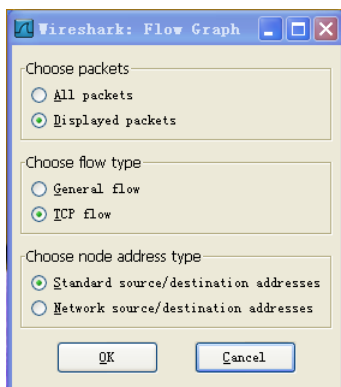 Wireshark: Flow Graph
Choose packets
All packets
Displayed packets
Choose flow type
General flow
TCP flow
Choose node address type
Standard source/destination addresses
Network source/destination addresses
OK
Cancel